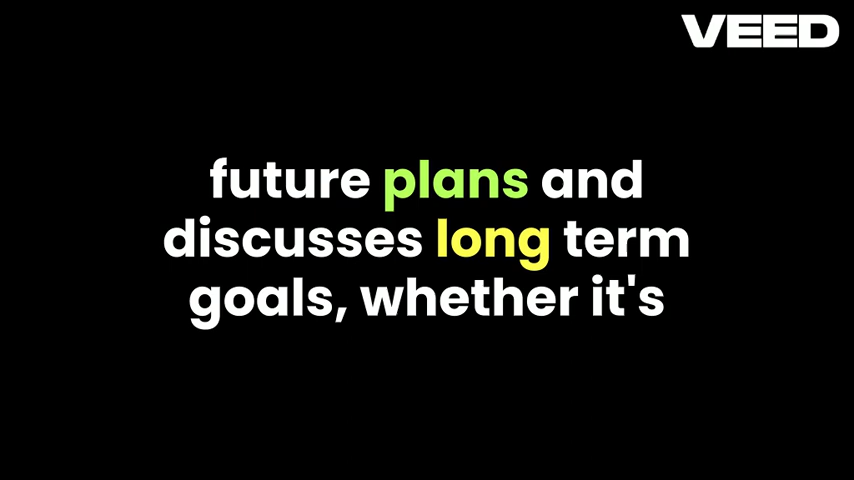 VEED
future plans and
discusses long term
goals, whether it's